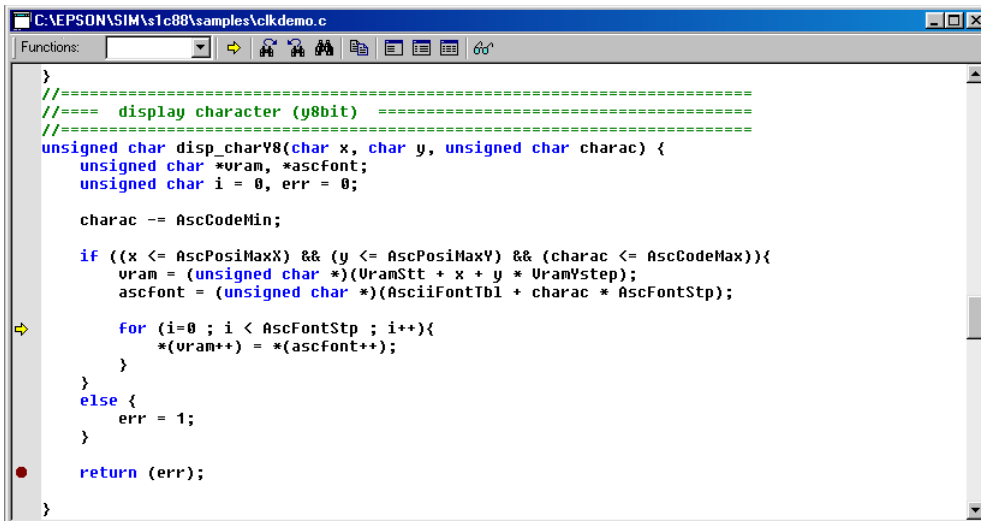 C:\EPSON\SIM\s1c88\samples\clkdemo.c
Functions:
}
//=========================================================================
//====  display character (y8bit)  ========================================
//=========================================================================
unsigned char disp_charY8(char x, char y, unsigned char charac) {
    unsigned char *vram, *ascfont;
    unsigned char i = 0, err = 0;

    charac -= AscCodeMin;

    if ((x <= AscPosiMaxX) && (y <= AscPosiMaxY) && (charac <= AscCodeMax)){
        vram = (unsigned char *)(VramStt + x + y * VramYstep);
        ascfont = (unsigned char *)(AsciiFontTbl + charac * AscFontStp);

        for (i=0 ; i < AscFontStp ; i++){
            *(vram++) = *(ascfont++);
        }
    }
    else {
        err = 1;
    }

    return (err);

}